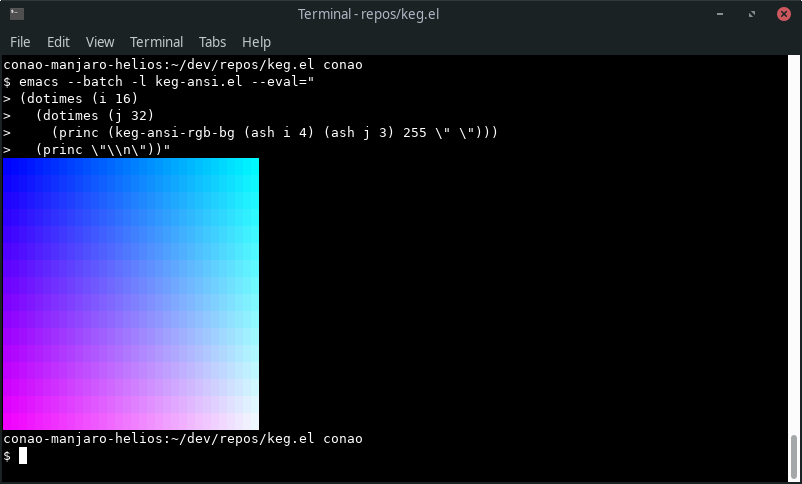 Terminal - repos/keg.el
File Edit View Terminal Tabs Help
conao-manjaro-helios:~/dev/repos/keg.el conao
$ emacs --batch -l keg-ansi.el --eval="
> (dotimes (i 16)
>   (dotimes (j 32)
>     (princ (keg-ansi-rgb-bg (ash i 4) (ash j 3) 255 \" \")))
>   (princ \"\\n\"))"
conao-manjaro-helios:~/dev/repos/keg.el conao
$